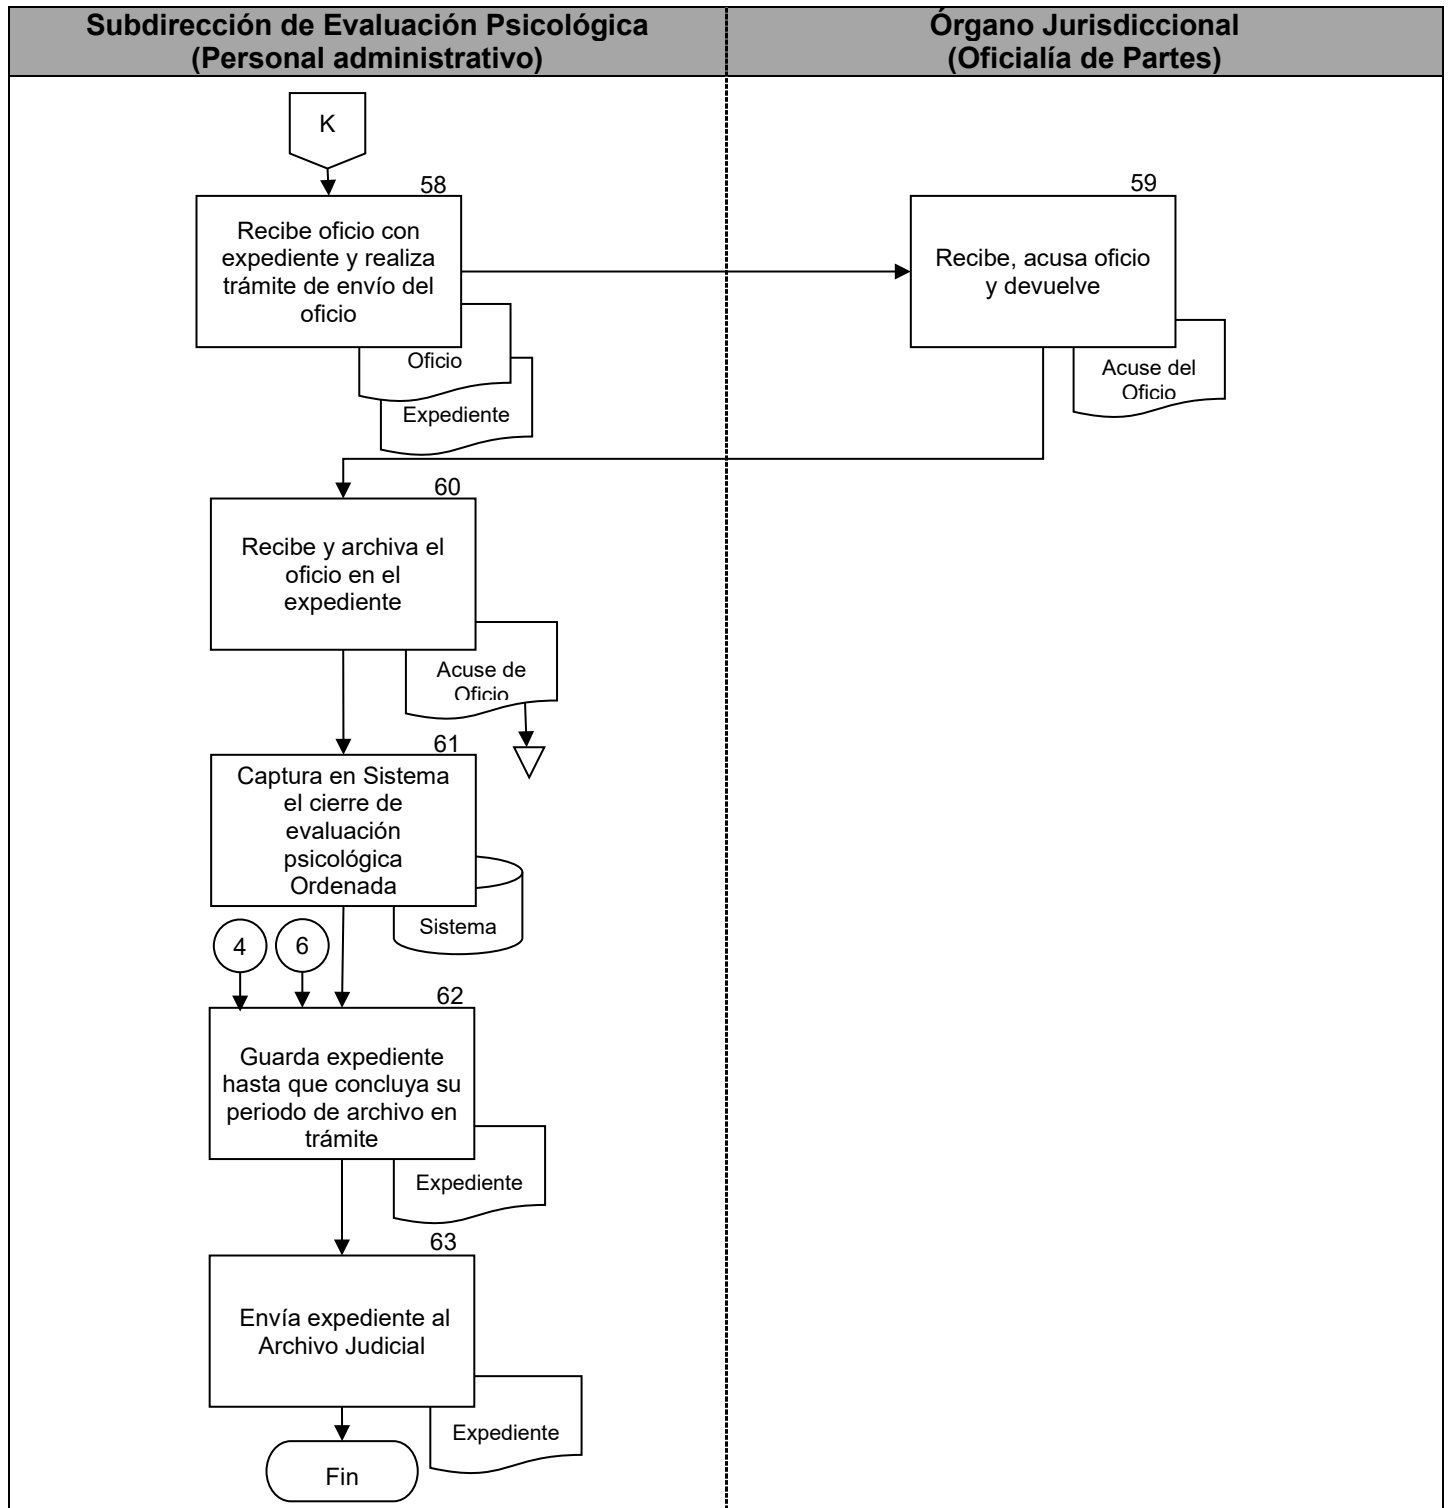 Subdirección de Evaluación Psicológica
(Personal administrativo)
Órgano Jurisdiccional
(Oficialía de Partes)
K
58
Recibe oficio con
expediente y realiza
trámite de envío del
oficio
Oficio
Expediente
59
Recibe, acusa oficio
y devuelve
Acuse del
Oficio
60
Recibe y archiva el
oficio en el
expediente
Acuse de
Oficio
61
Captura en Sistema
el cierre de
evaluación
psicológica
Ordenada
Sistema
4
6
62
Guarda expediente
hasta que concluya su
periodo de archivo en
trámite
Expediente
63
Envía expediente al
Archivo Judicial
Expediente
Fin